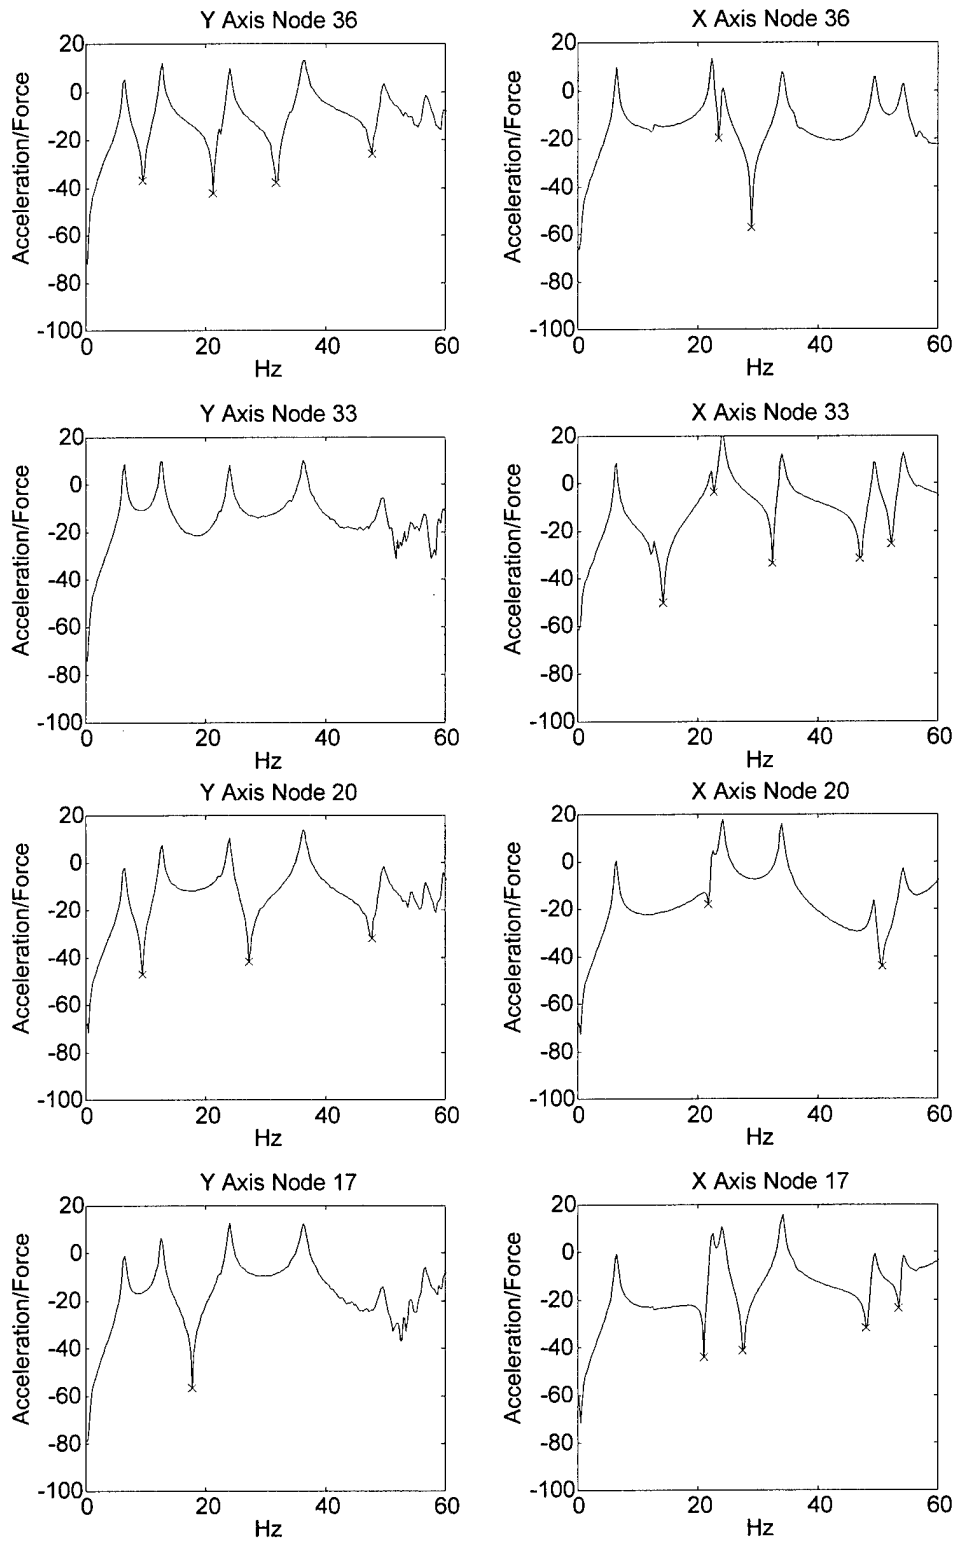 Y Axis Node 36
Acceleration/Force
20
0
-20
-40
-60
-80
-100
0 20 40 60
Hz
X Axis Node 36
Acceleration/Force
20
0
-20
-40
-60
-80
-100
0 20 40 60
Hz
Y Axis Node 33
Acceleration/Force
20
0
-20
-40
-60
-80
-100
0 20 40 60
Hz
X Axis Node 33
Acceleration/Force
20
0
-20
-40
-60
-80
-100
0 20 40 60
Hz
Y Axis Node 20
Acceleration/Force
20
0
-20
-40
-60
-80
-100
0 20 40 60
Hz
X Axis Node 20
Acceleration/Force
20
0
-20
-40
-60
-80
-100
0 20 40 60
Hz
Y Axis Node 17
Acceleration/Force
20
0
-20
-40
-60
-80
-100
0 20 40 60
Hz
X Axis Node 17
Acceleration/Force
20
0
-20
-40
-60
-80
-100
0 20 40 60
Hz